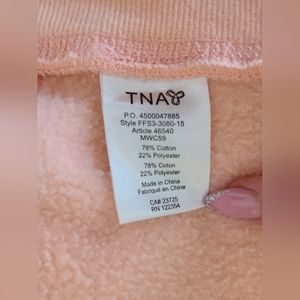 TNA
P.O. 4500047885
Style FFS3-3080-15
Article 46540
MWC59
78% Cotton
22% Polyester
78% Coton
22% Polyester
Made in China
Fabriqué en Chine
CA# 23725
RN 122354